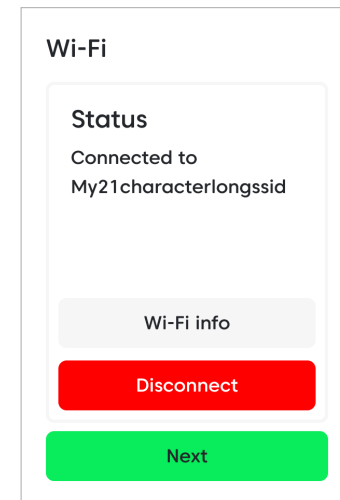 Wi-Fi
Status
Connected to
My21characterlongssid
Wi-Fi info
Disconnect
Next